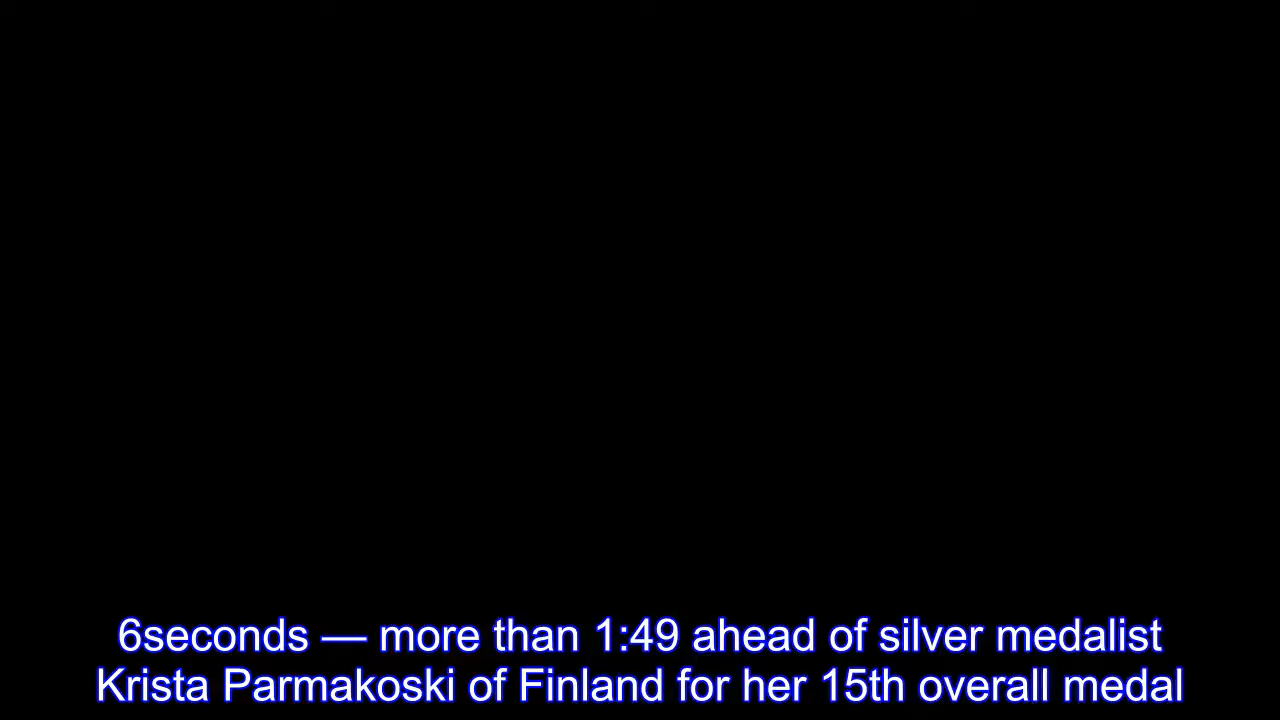 6seconds — more than 1:49 ahead of silver medalist
Krista Parmakoski of Finland for her 15th overall medal